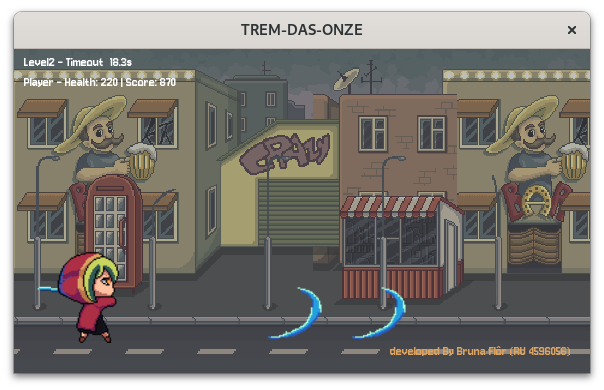 TREM-DAS-ONZE
Level2 - Timeout 18.3s
Player - Health: 220 | Score: 870
CRAZY
developed By Bruna Flôr (RU 4596058)